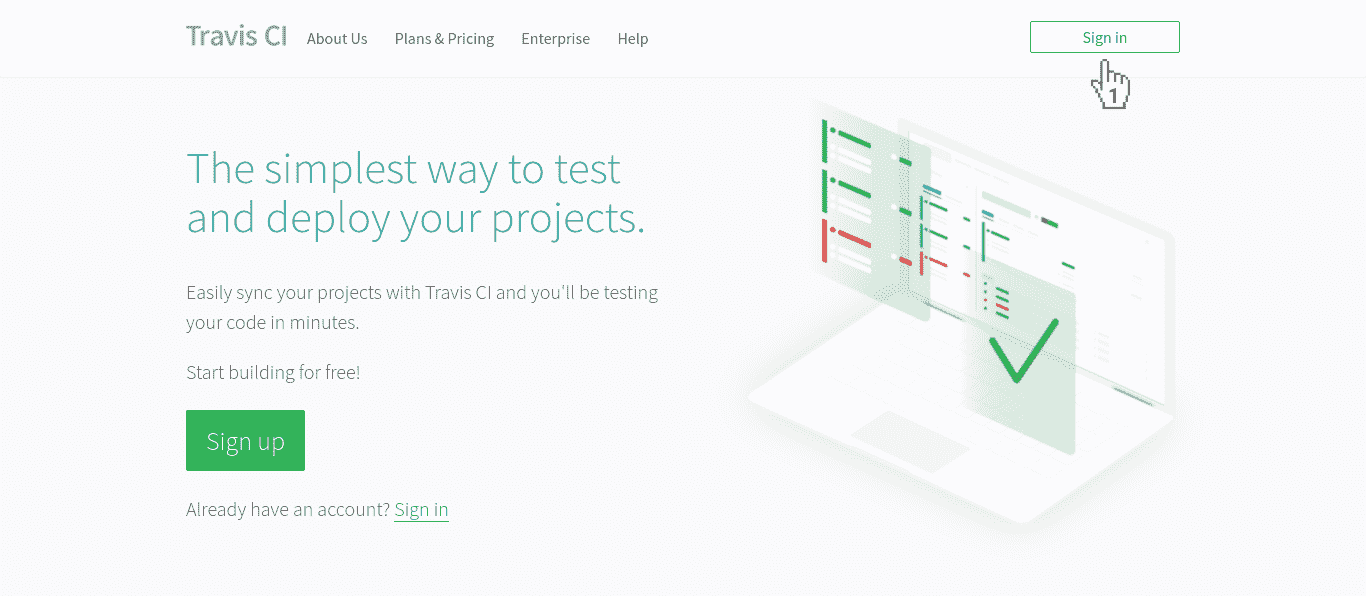 Travis CI
About Us
Plans & Pricing
Enterprise
Help
Sign in
1
The simplest way to test
and deploy your projects.
Easily sync your projects with Travis CI and you'll be testing
your code in minutes.
Start building for free!
Sign up
Already have an account? Sign in